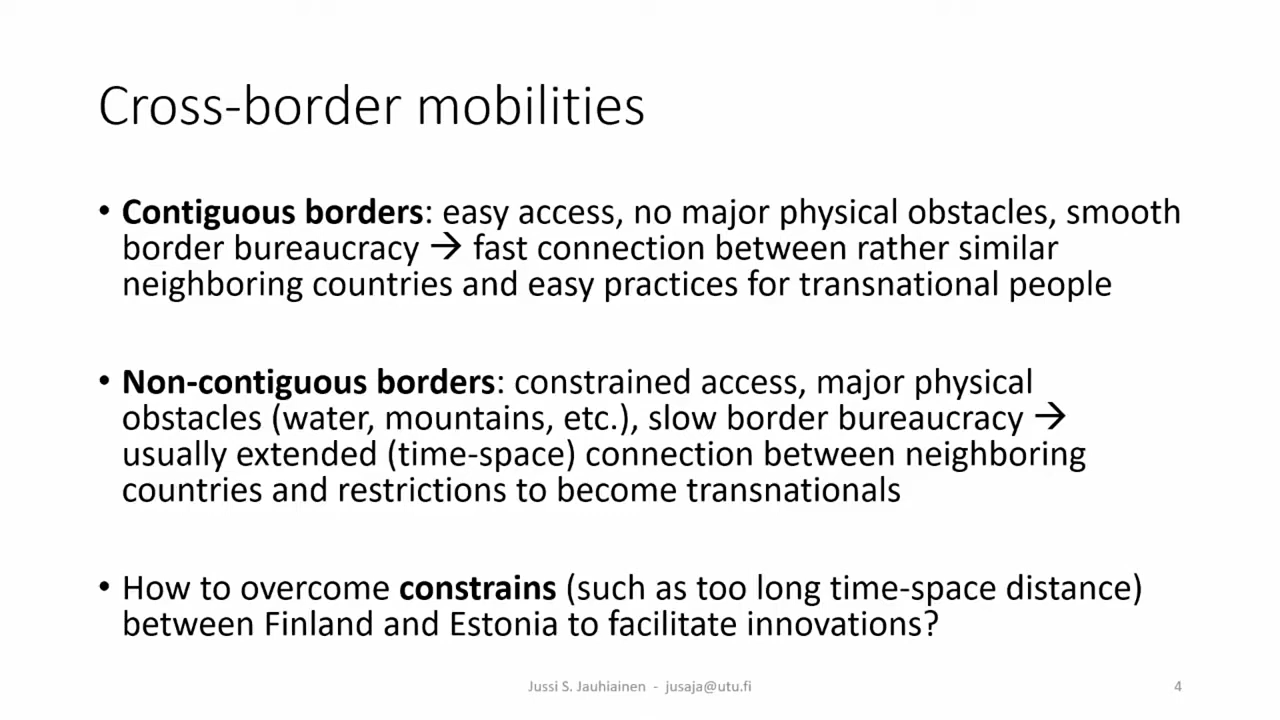 Cross-border mobilities
• Contiguous borders: easy access, no major physical obstacles, smooth
border bureaucracy → fast connection between rather similar
neighboring countries and easy practices for transnational people
• Non-contiguous borders: constrained access, major physical
obstacles (water, mountains, etc.), slow border bureaucracy →
usually extended (time-space) connection between neighboring
countries and restrictions to become transnationals
• How to overcome constrains (such as too long time-space distance)
between Finland and Estonia to facilitate innovations?
Jussi S. Jauhiainen - jusaja@utu.fi
4